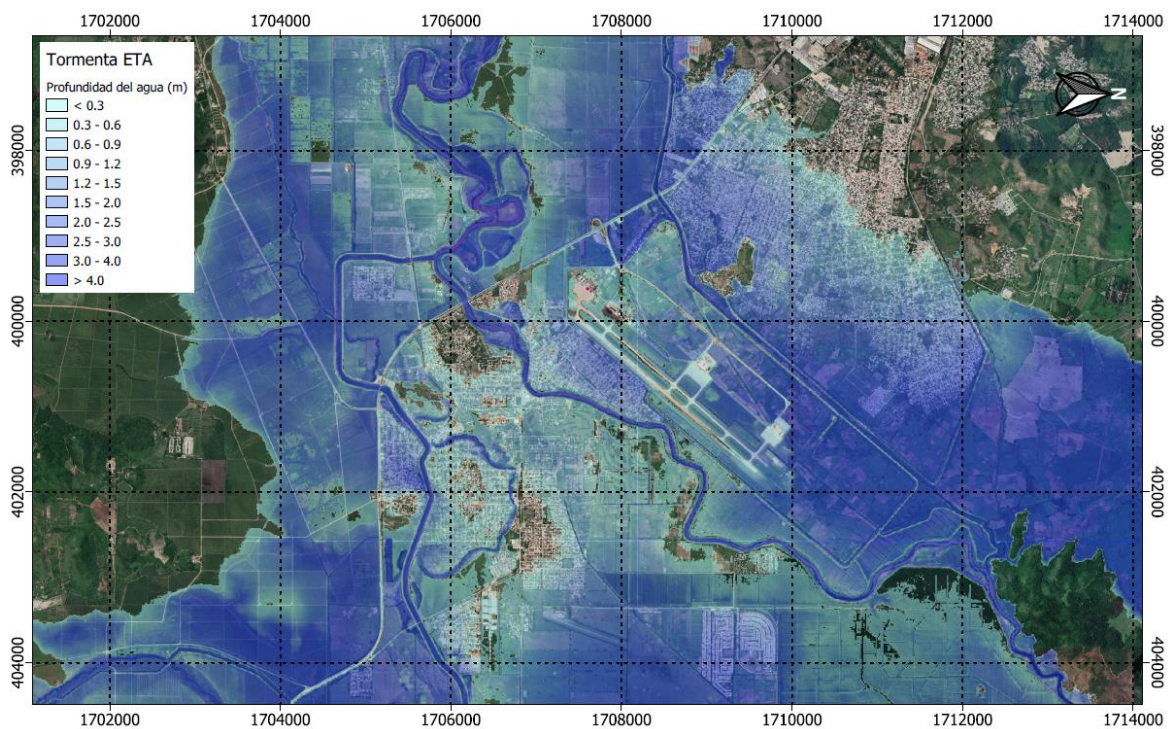 1702000 1704000 1706000 1708000 1710000 1712000 1714000
Tormenta ETA
Profundidad del agua (m)
< 0.3
0.3 - 0.6
0.6 - 0.9
0.9 - 1.2
1.2 - 1.5
1.5 - 2.0
2.0 - 2.5
2.5 - 3.0
3.0 - 4.0
> 4.0
N
398000 398000
400000 400000
402000 402000
404000 404000
1702000 1704000 1706000 1708000 1710000 1712000 1714000